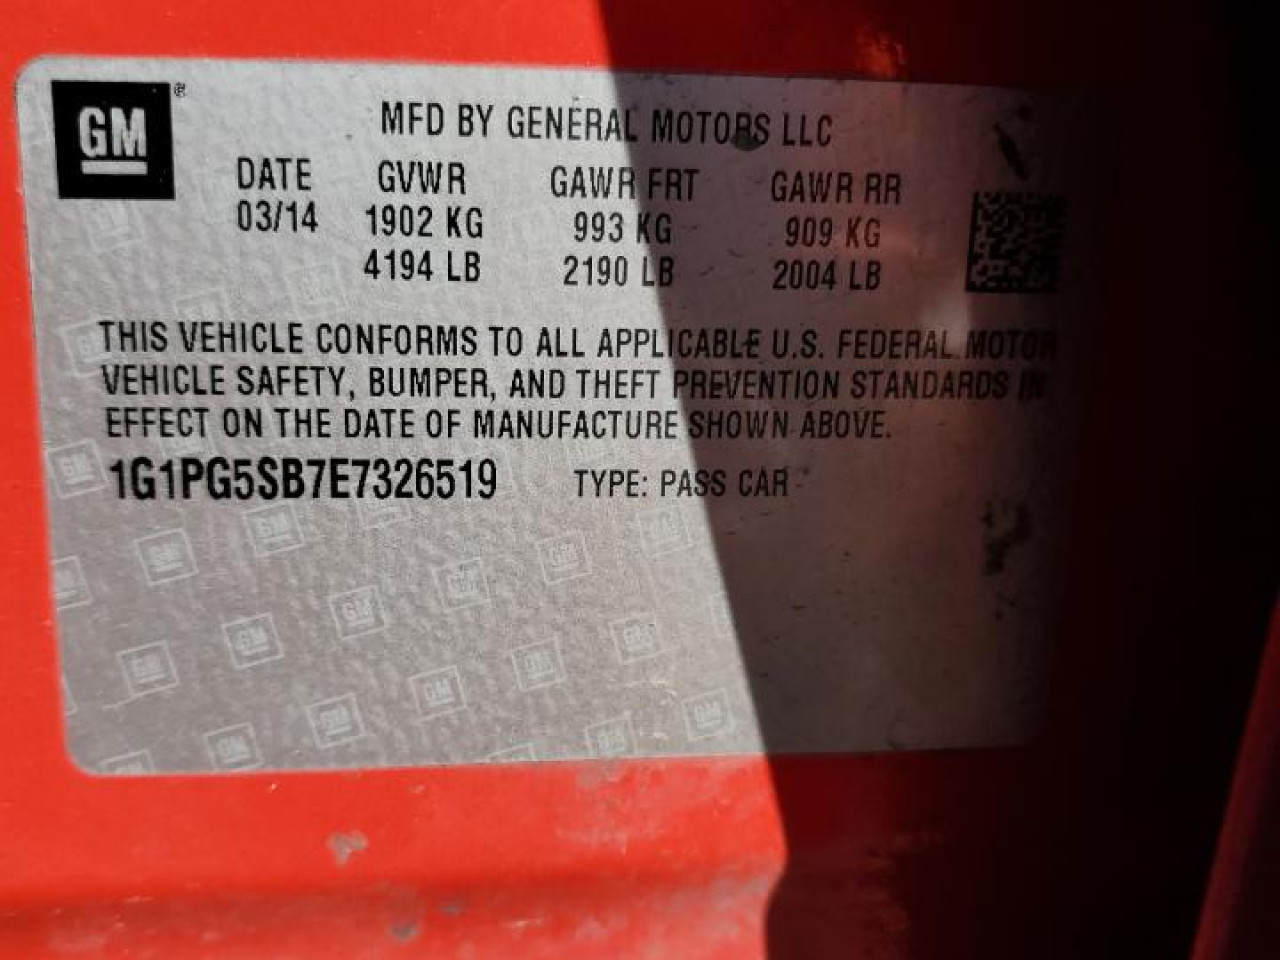 GM®
MFD BY GENERAL MOTORS LLC
DATE GVWR GAWR FRT GAWR RR
03/14 1902 KG 993 KG 909 KG
4194 LB 2190 LB 2004 LB
THIS VEHICLE CONFORMS TO ALL APPLICABLE U.S. FEDERAL MOTOR
VEHICLE SAFETY, BUMPER, AND THEFT PREVENTION STANDARDS IN
EFFECT ON THE DATE OF MANUFACTURE SHOWN ABOVE.
1G1PG5SB7E7326519 TYPE: PASS CAR